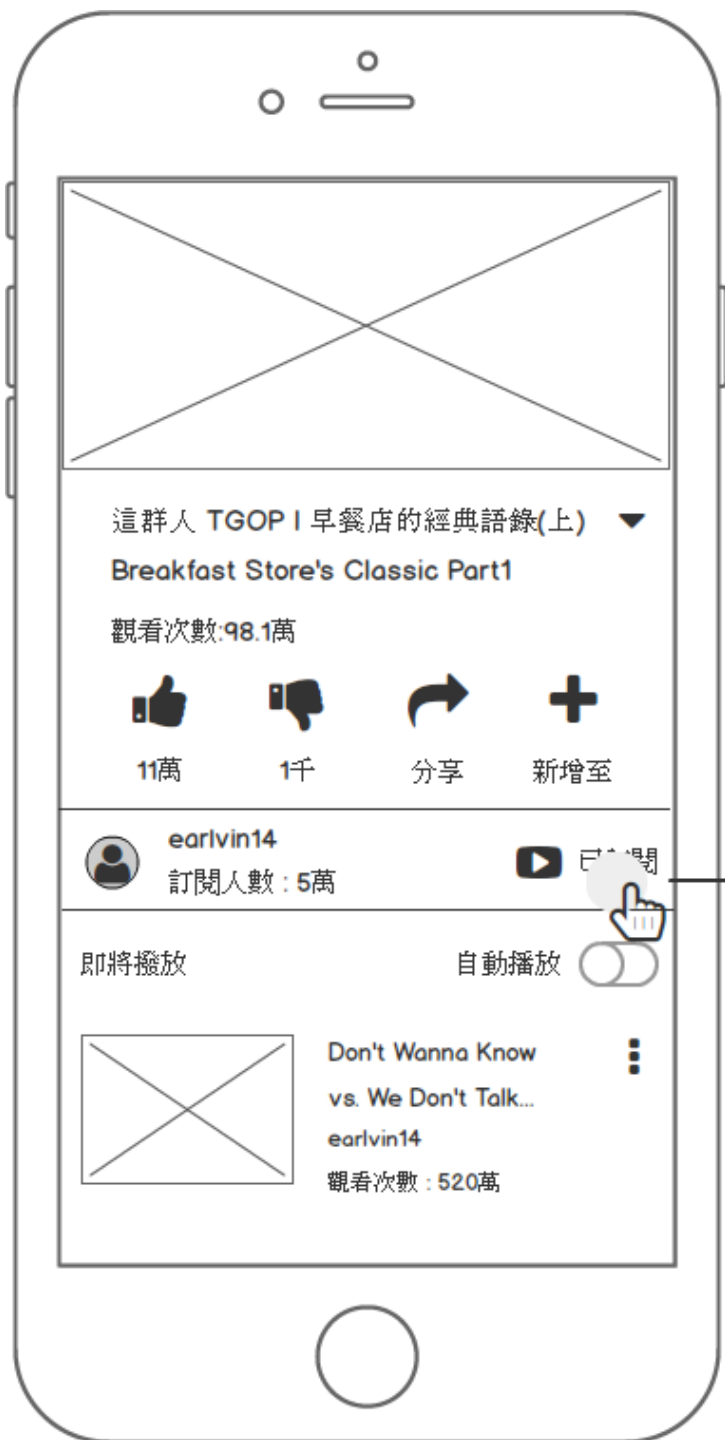 這群人 TGOP I 早餐店的經典語錄(上)
Breakfast Store's Classic Part1
觀看次數:98.1萬
11萬 1千 分享 新增至
earlvin14
訂閱人數 : 5萬
即將撥放 自動播放
Don't Wanna Know
vs. We Don't Talk...
earlvin14
觀看次數 : 520萬